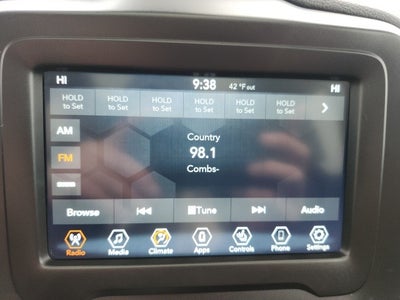 HI 9:38 42 °F out HI
HOLD to Set HOLD to Set HOLD to Set HOLD to Set HOLD to Set HOLD to Set
AM
Country
FM 98.1
Combs-
Browse Tune Audio
Radio Media Climate Apps Controls Phone Settings